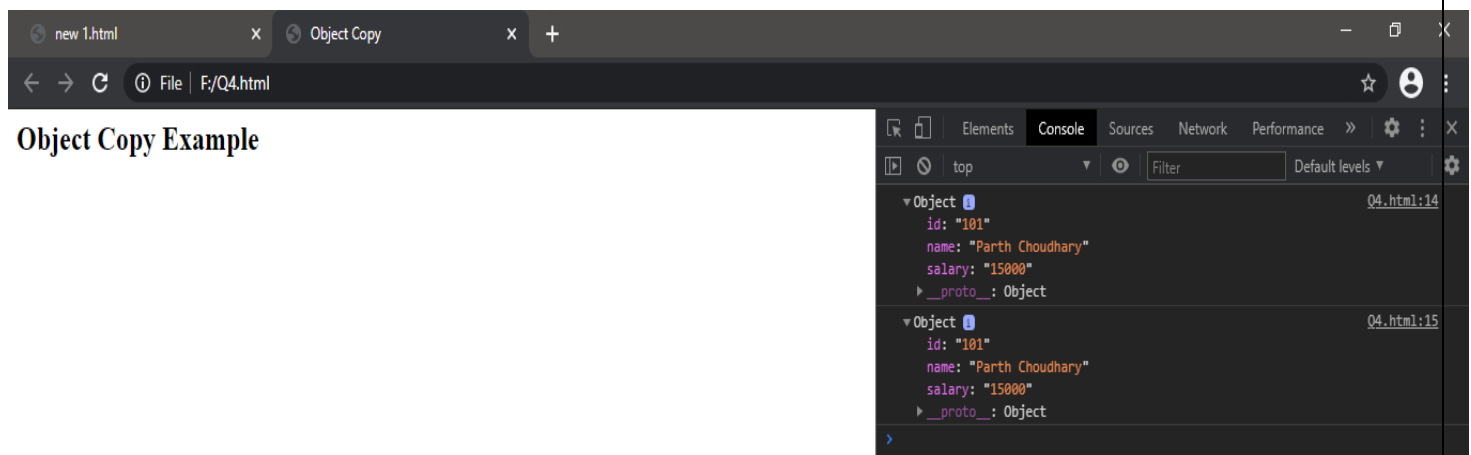 new 1.html
Object Copy
File F:/Q4.html
Object Copy Example
Elements Console Sources Network Performance
top Filter Default levels
Object i Q4.html:14
id: "101"
name: "Parth Choudhary"
salary: "15000"
__proto__: Object
Object i Q4.html:15
id: "101"
name: "Parth Choudhary"
salary: "15000"
__proto__: Object